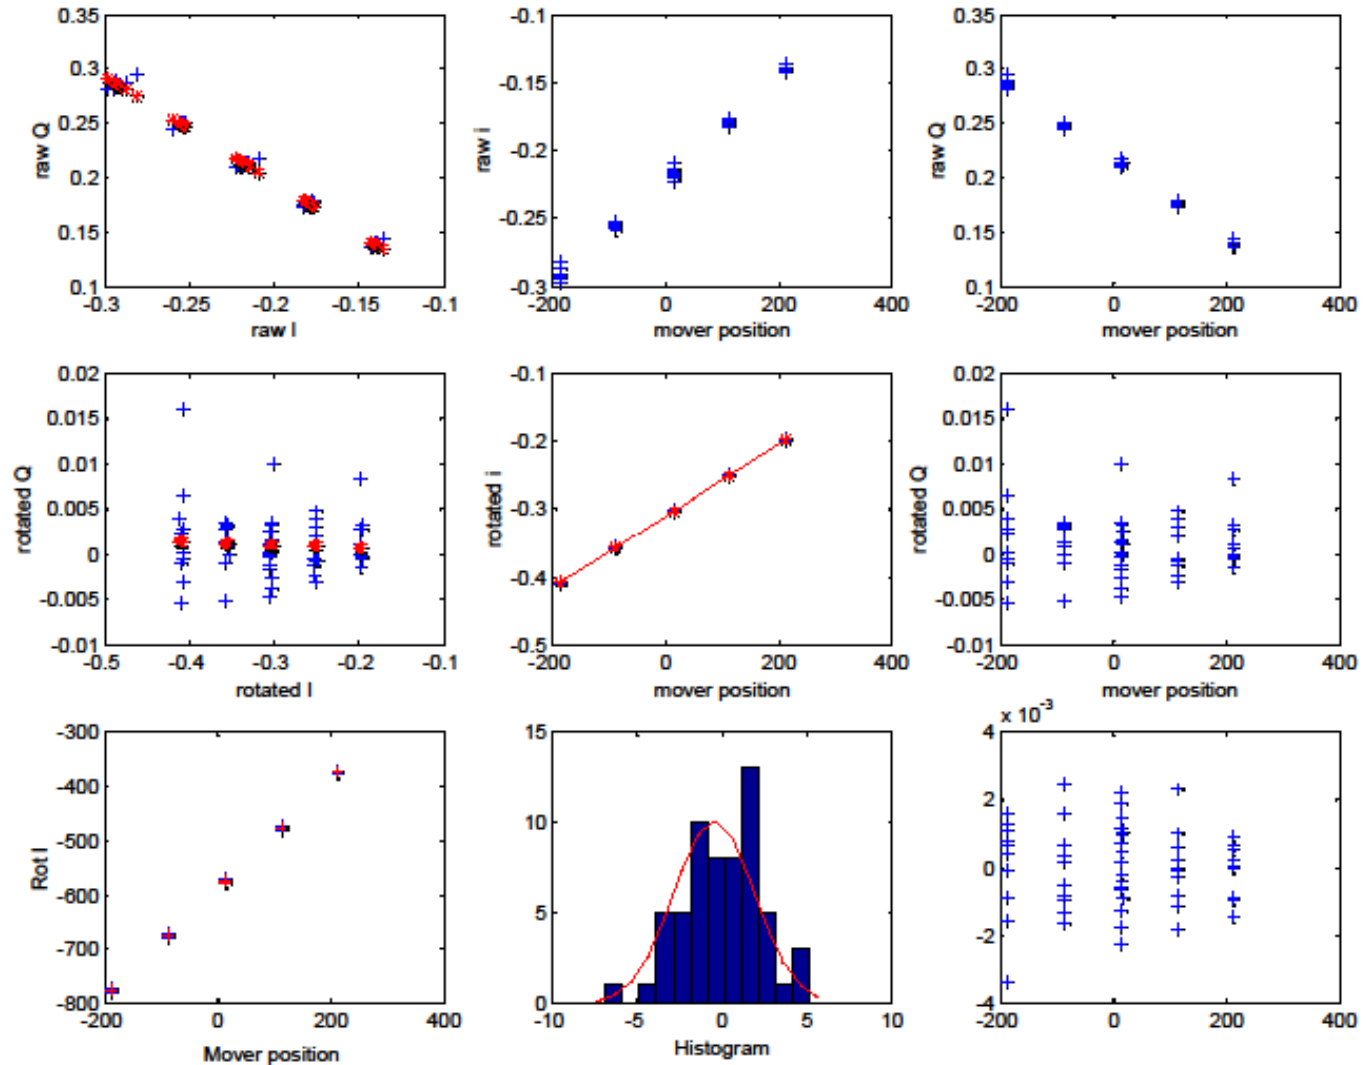 0.35
0.3
0.25
0.2
0.15
0.1
raw Q
-0.3 -0.25 -0.2 -0.15 -0.1
raw I
-0.1
-0.15
-0.2
-0.25
-0.3
raw i
-200 0 200 400
mover position
0.35
0.3
0.25
0.2
0.15
0.1
raw Q
-200 0 200 400
mover position
0.02
0.015
0.01
0.005
0
-0.005
-0.01
rotated Q
-0.5 -0.4 -0.3 -0.2 -0.1
rotated I
-0.1
-0.2
-0.3
-0.4
-0.5
rotated i
-200 0 200 400
mover position
0.02
0.015
0.01
0.005
0
-0.005
-0.01
rotated Q
-200 0 200 400
mover position
-300
-400
-500
-600
-700
-800
Rot I
-200 0 200 400
Mover position
15
10
5
0
-10 -5 0 5 10
Histogram
x 10-3
4
2
0
-2
-4
-200 0 200 400